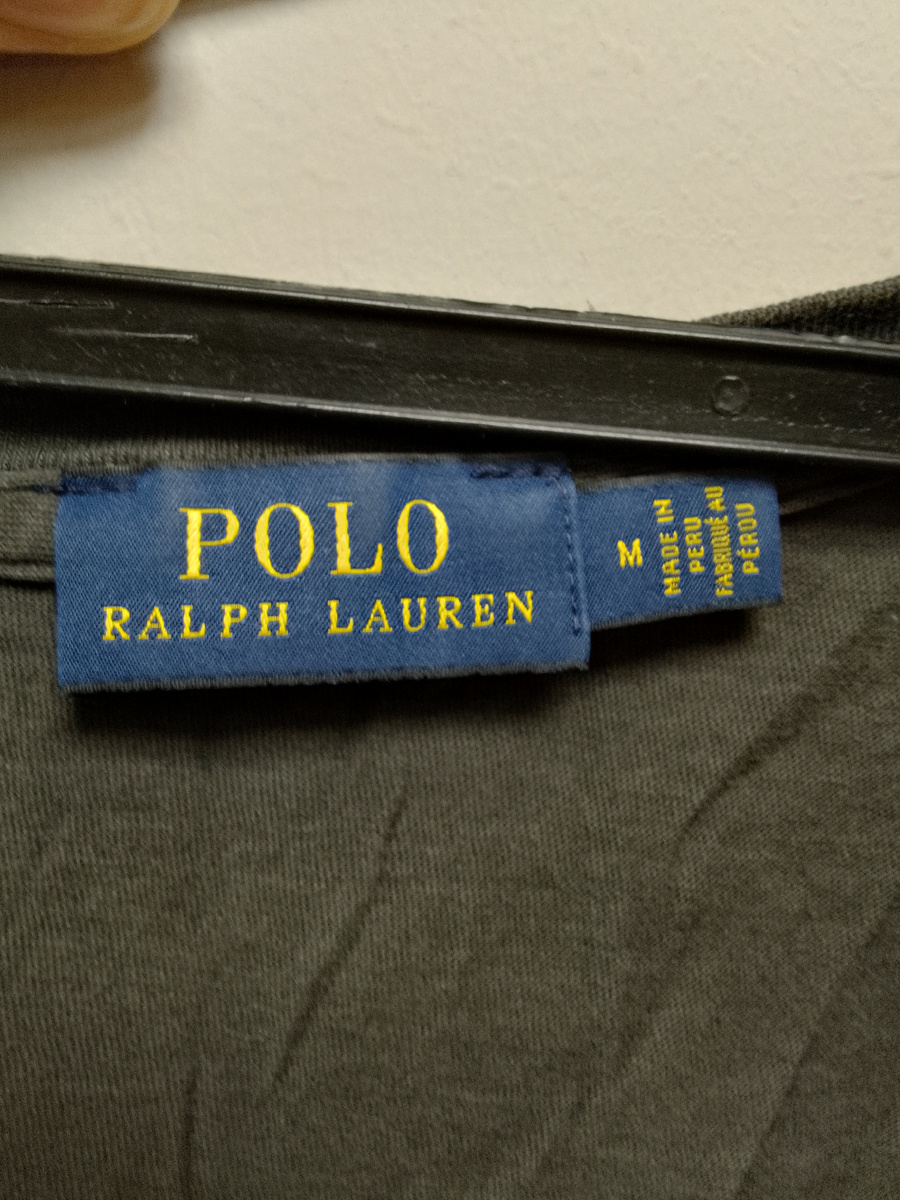 POLO
RALPH LAUREN
M
MADE IN
PERU
FABRIQUÉ AU
PÉROU